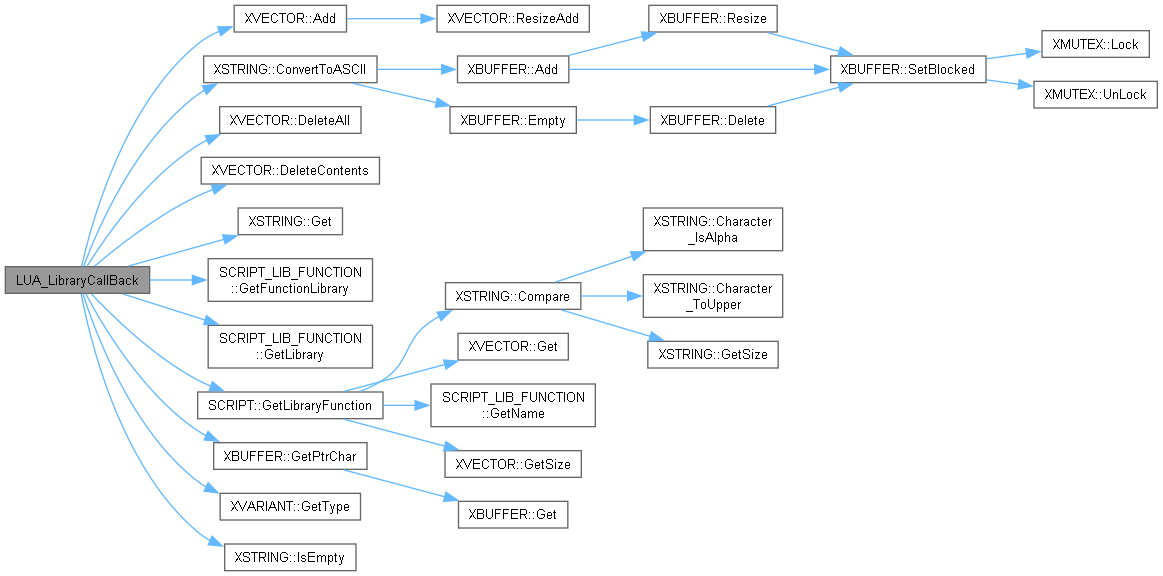 LUA_LibraryCallBack
XVECTOR::Add
XVECTOR::ResizeAdd
XSTRING::ConvertToASCII
XBUFFER::Add
XBUFFER::Resize
XBUFFER::SetBlocked
XMUTEX::Lock
XMUTEX::UnLock
XBUFFER::Empty
XBUFFER::Delete
XVECTOR::DeleteAll
XVECTOR::DeleteContents
XSTRING::Get
SCRIPT_LIB_FUNCTION
::GetFunctionLibrary
SCRIPT_LIB_FUNCTION
::GetLibrary
SCRIPT::GetLibraryFunction
XSTRING::Compare
XSTRING::Character
_IsAlpha
XSTRING::Character
_ToUpper
XSTRING::GetSize
XVECTOR::Get
SCRIPT_LIB_FUNCTION
::GetName
XVECTOR::GetSize
XBUFFER::GetPtrChar
XBUFFER::Get
XVARIANT::GetType
XSTRING::IsEmpty